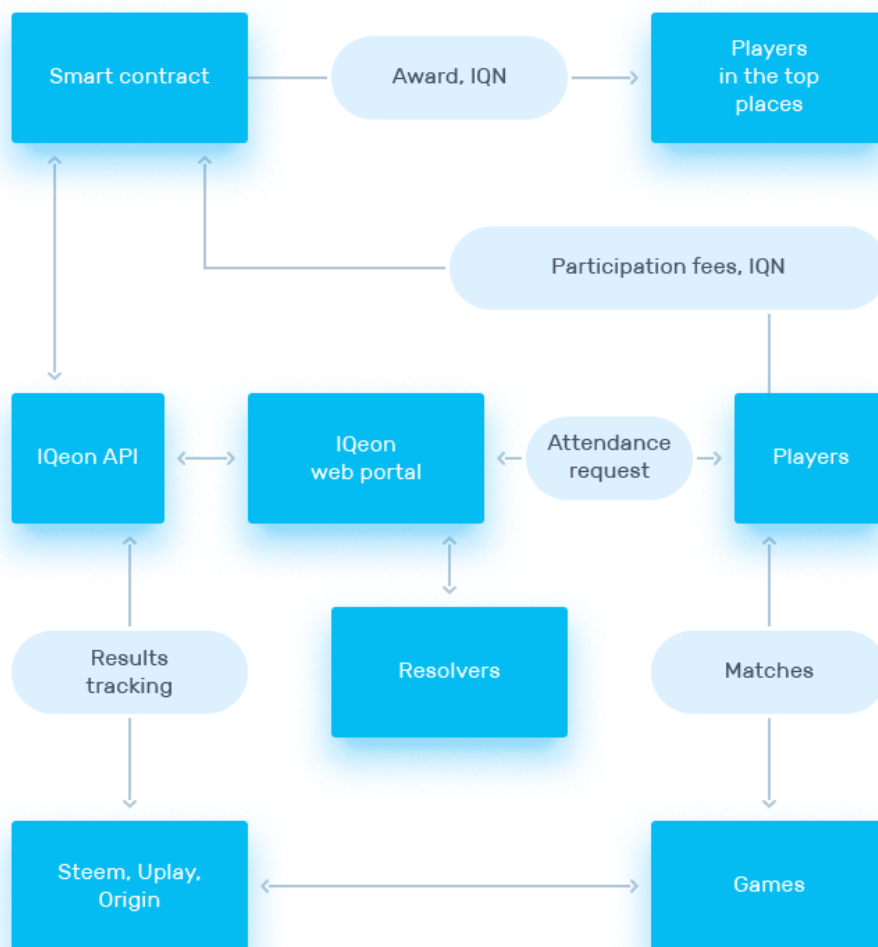 Smart contract
Award, IQN
Players
in the top
places
Participation fees, IQN
IQeon API
IQeon
web portal
Attendance
request
Players
Results
tracking
Resolvers
Matches
Steem, Uplay,
Origin
Games